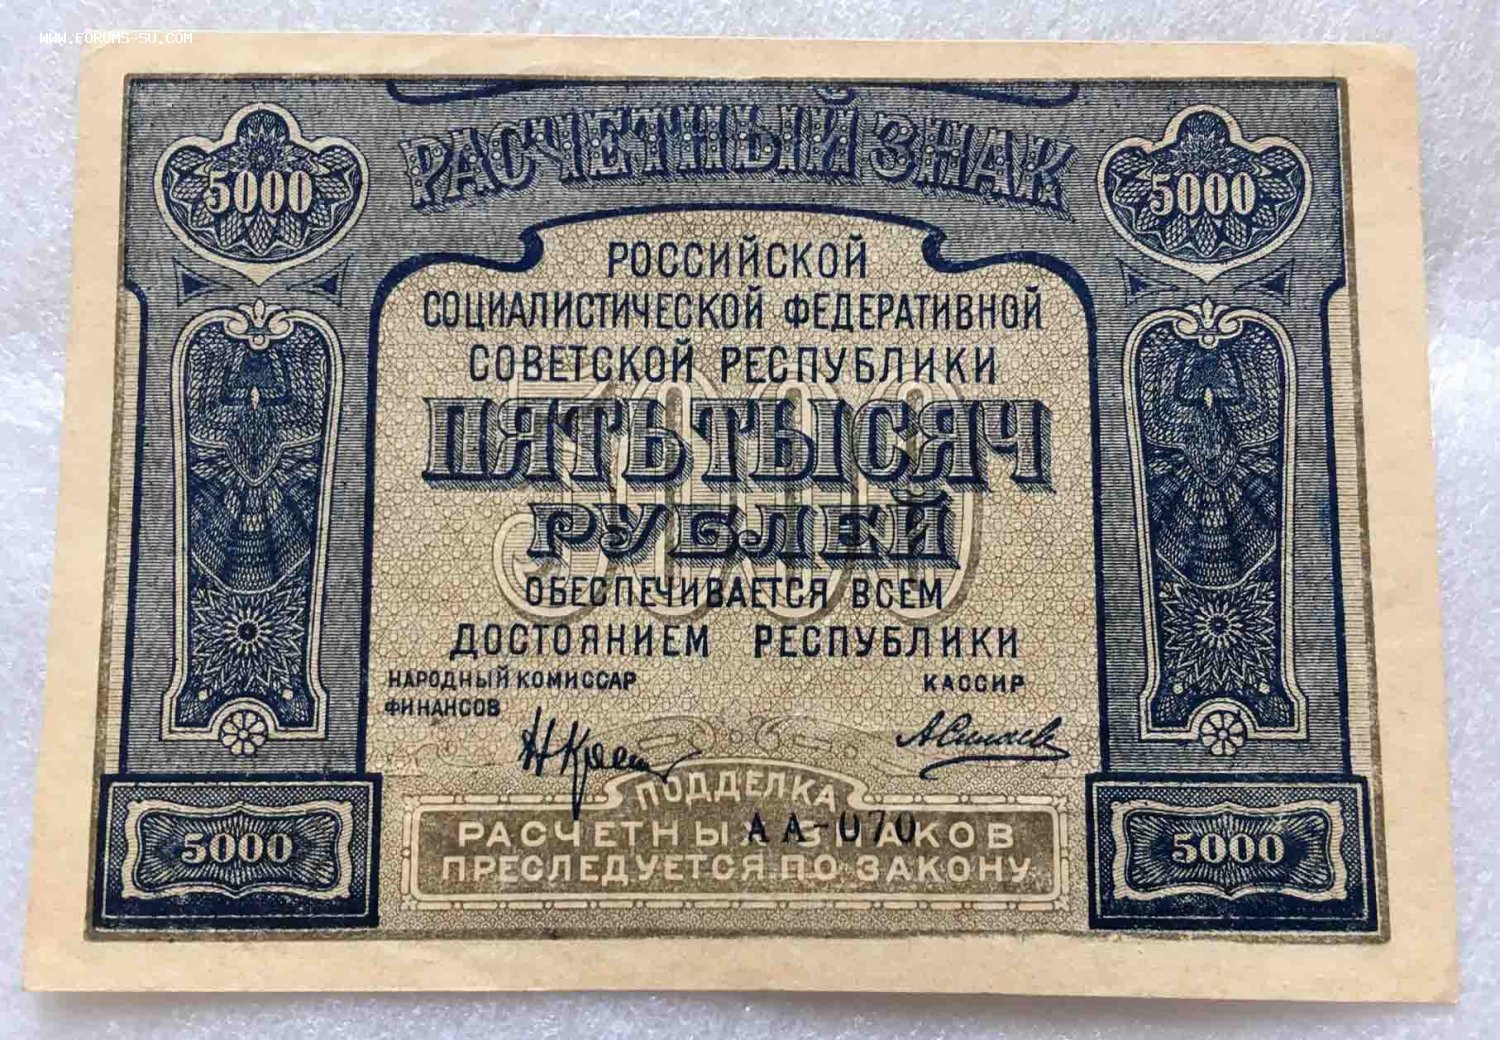 WWW.FORUMS-SU.COM
РАСЧЕТНЫЙ ЗНАК
5000 5000
РОССИЙСКОЙ
СОЦИАЛИСТИЧЕСКОЙ ФЕДЕРАТИВНОЙ
СОВЕТСКОЙ РЕСПУБЛИКИ
5000
ПЯТЬ ТЫСЯЧ
РУБЛЕЙ
ОБЕСПЕЧИВАЕТСЯ ВСЕМ
ДОСТОЯНИЕМ РЕСПУБЛИКИ
НАРОДНЫЙ КОМИССАР
ФИНАНСОВ
КАССИР
ПОДДЕЛКА
АА-070
РАСЧЕТНЫХ ЗНАКОВ
ПРЕСЛЕДУЕТСЯ ПО ЗАКОНУ
5000 5000